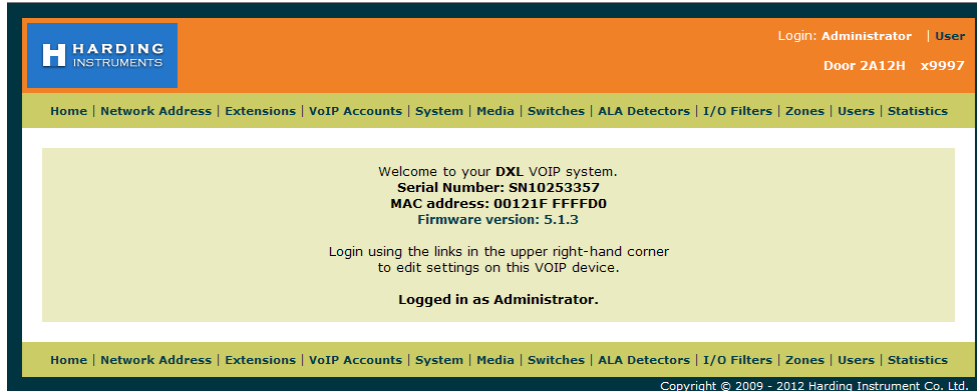 HARDING
INSTRUMENTS
Login: Administrator | User
Door 2A12H x9997
Home | Network Address | Extensions | VoIP Accounts | System | Media | Switches | ALA Detectors | I/O Filters | Zones | Users | Statistics
Welcome to your DXL VOIP system.
Serial Number: SN10253357
MAC address: 00121F FFFFD0
Firmware version: 5.1.3
Login using the links in the upper right-hand corner
to edit settings on this VOIP device.
Logged in as Administrator.
Home | Network Address | Extensions | VoIP Accounts | System | Media | Switches | ALA Detectors | I/O Filters | Zones | Users | Statistics
Copyright © 2009 - 2012 Harding Instrument Co. Ltd.